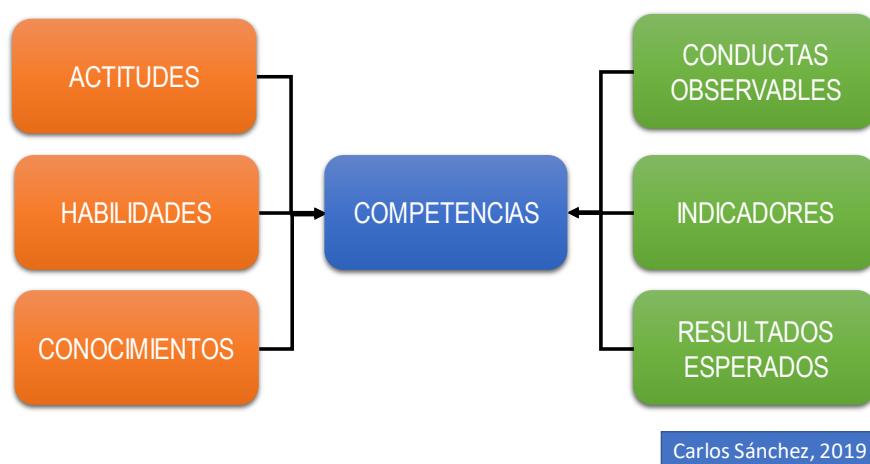 ACTITUDES
HABILIDADES
CONOCIMIENTOS
COMPETENCIAS
CONDUCTAS
OBSERVABLES
INDICADORES
RESULTADOS
ESPERADOS
Carlos Sánchez, 2019